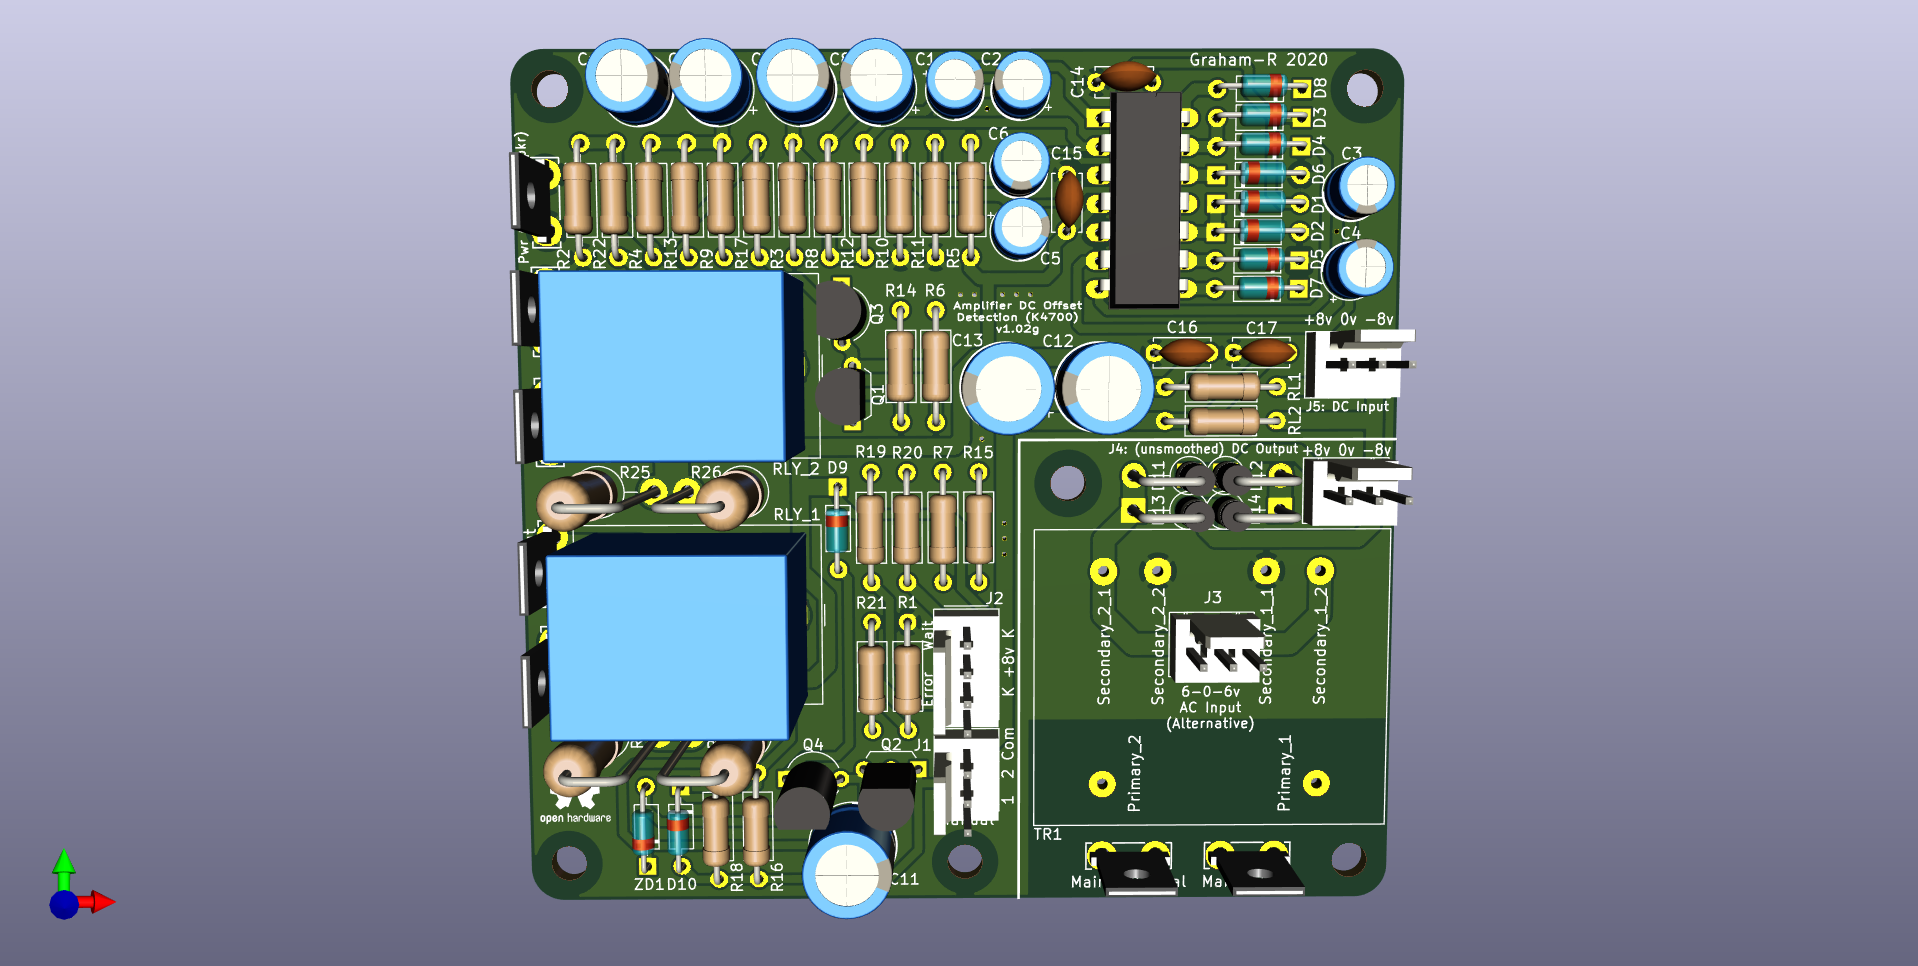 Graham-R 2020
C1
C2
C14
D8
D3
D4
D6
D1
D2
D5
D7
C6
C15
C3
C5
C4
Pwr
R2
R22
R4
R13
R9
R17
R3
R8
R12
R10
R11
R5
R14
R6
Q3
Q1
Amplifier DC Offset
Detection (K4700)
v1.02g
C13
C12
C16
C17
+8v 0v -8v
RL1
RL2
J5: DC Input
J4: (unsmoothed) DC Output
+8v 0v -8v
R25
R26
RLY_2
D9
R19
R20
R7
R15
RLY_1
R21
R1
J2
Wait
Error
K +8v K
J3
Secondary_2_1
Secondary_2_2
Secondary_1_1
Secondary_1_2
6-0-6v
AC Input
(Alternative)
Primary_2
Primary_1
Q4
Q2
J1
1 2 Com
open hardware
ZD1
D10
R18
R16
C11
TR1